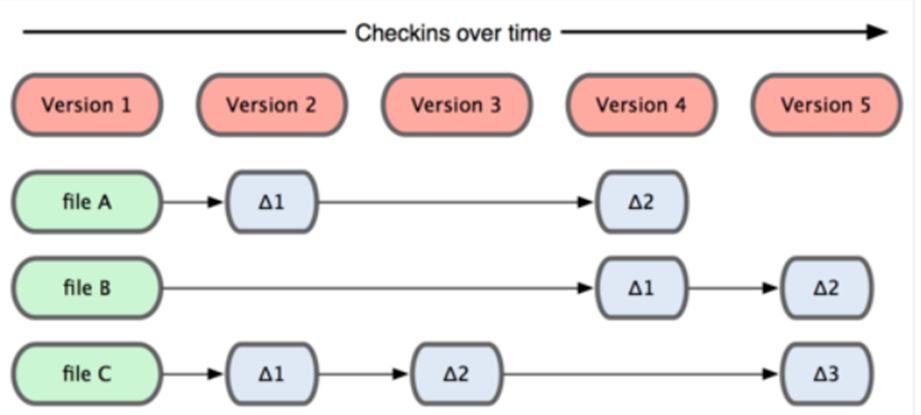 Checkins over time
Version 1 Version 2 Version 3 Version 4 Version 5
file A Δ1 Δ2
file B Δ1 Δ2
file C Δ1 Δ2 Δ3